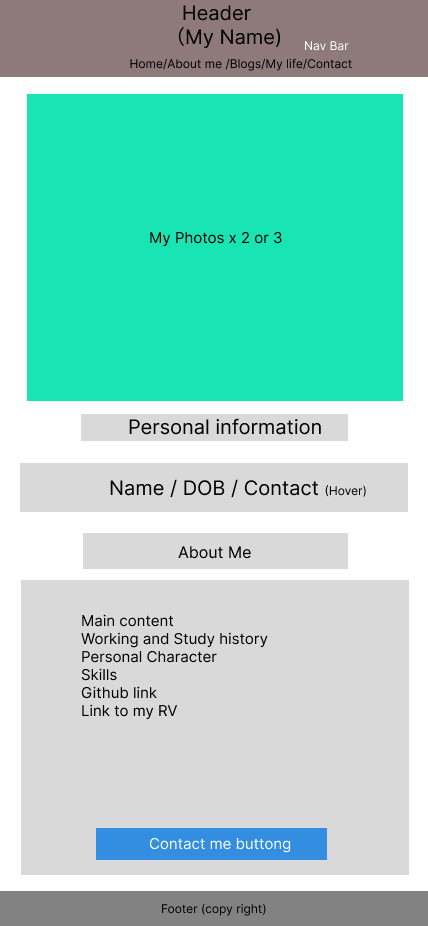 Header
（My Name)
Nav Bar
Home/About me /Blogs/My life/Contact
My Photos x 2 or 3
Personal information
Name / DOB / Contact (Hover)
About Me
Main content
Working and Study history
Personal Character
Skills
Github link
Link to my RV
Contact me buttong
Footer (copy right)